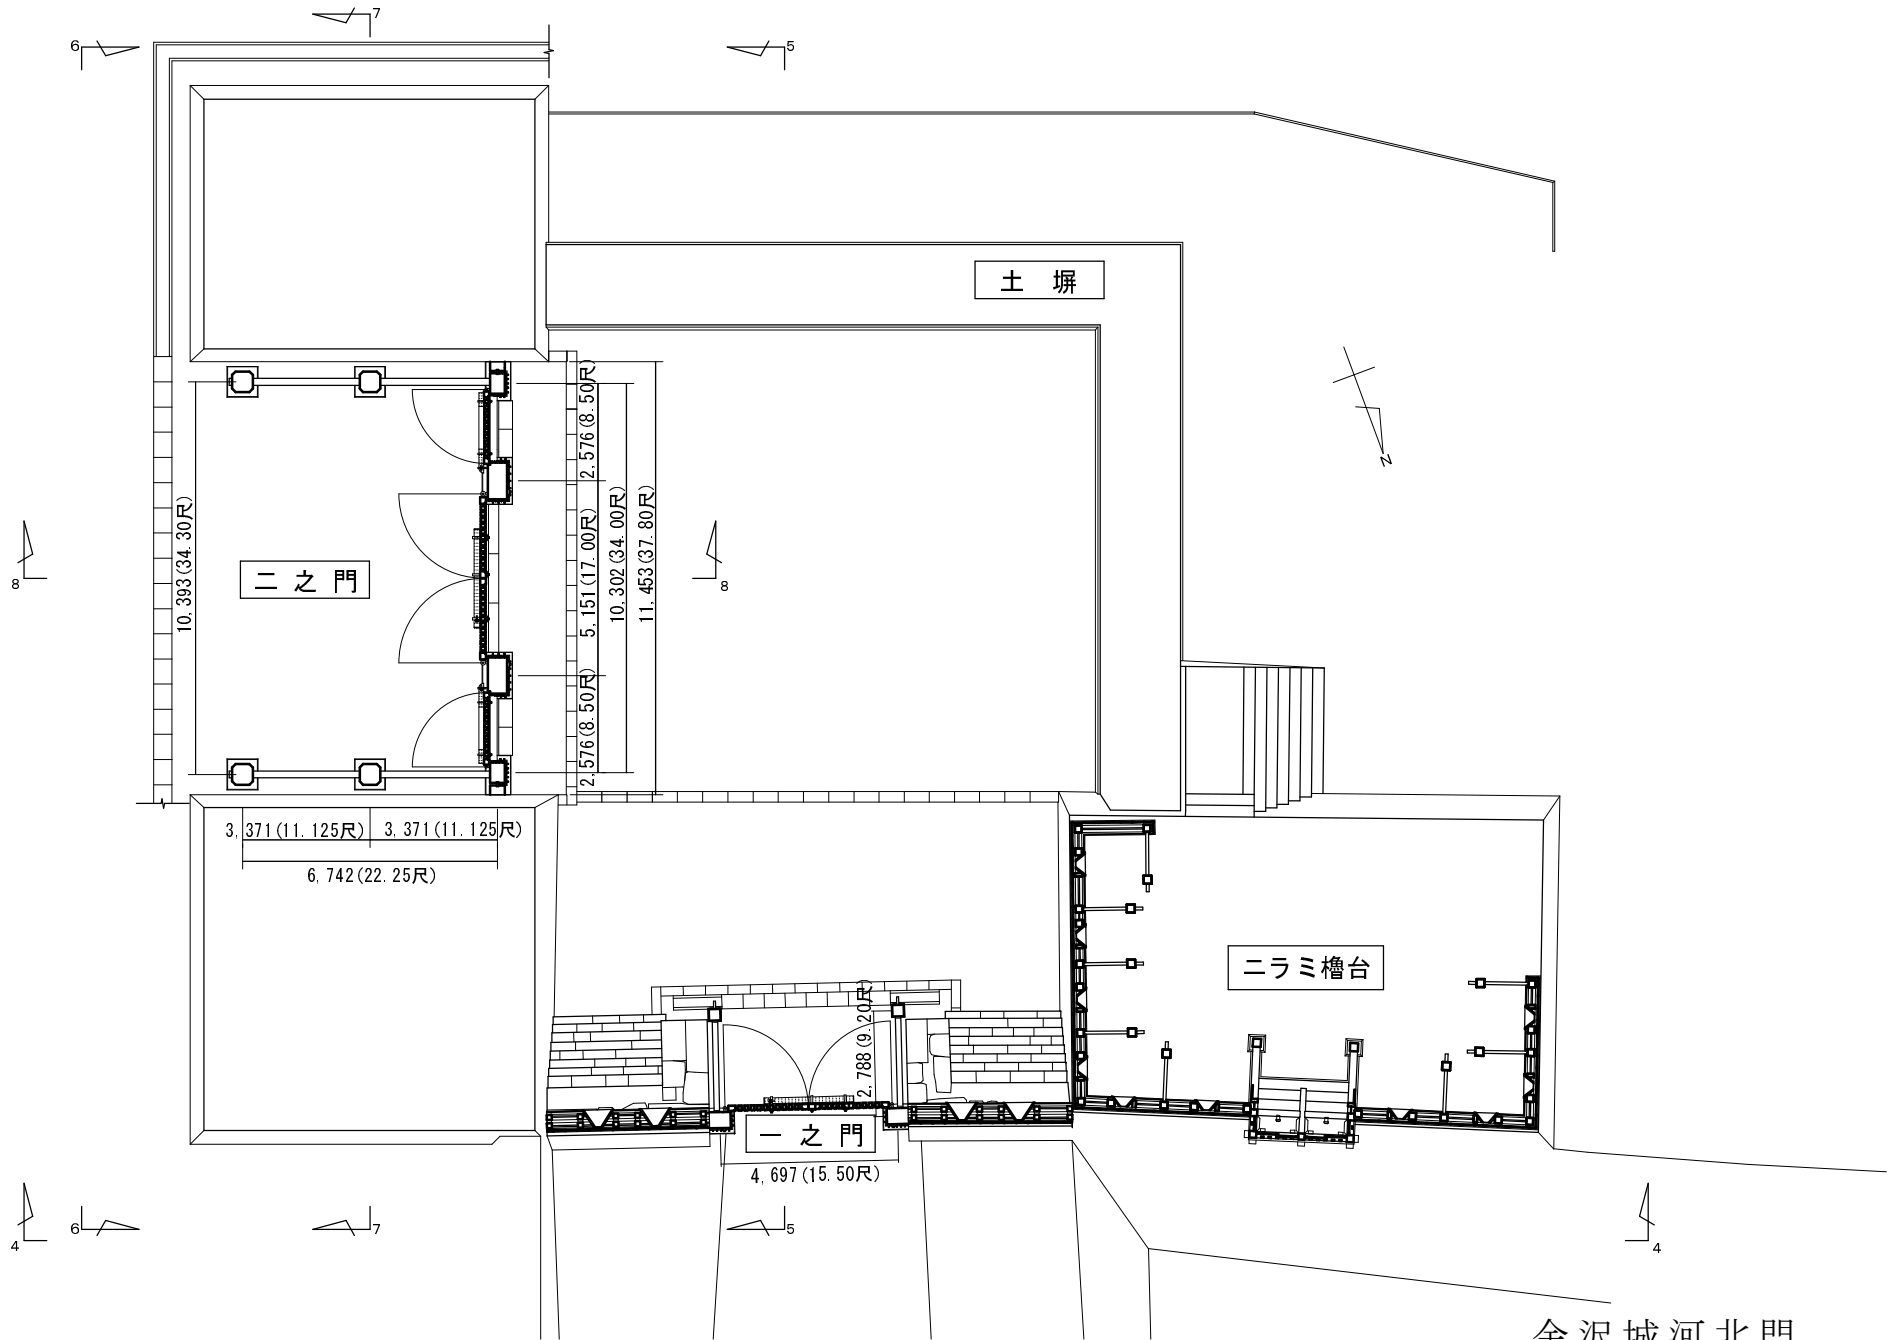 7
6
5
土 塀
N
2,576(8.50尺)
5,151(17.00尺)
2,576(8.50尺)
10,302(34.00尺)
11,453(37.80尺)
10,393(34.30尺)
8
8
二 之 門
3,371(11.125尺)
3,371(11.125尺)
6,742(22.25尺)
ニラミ櫓台
2,788(9.20尺)
一 之 門
4,697(15.50尺)
4
6
7
5
4
金沢城河北門